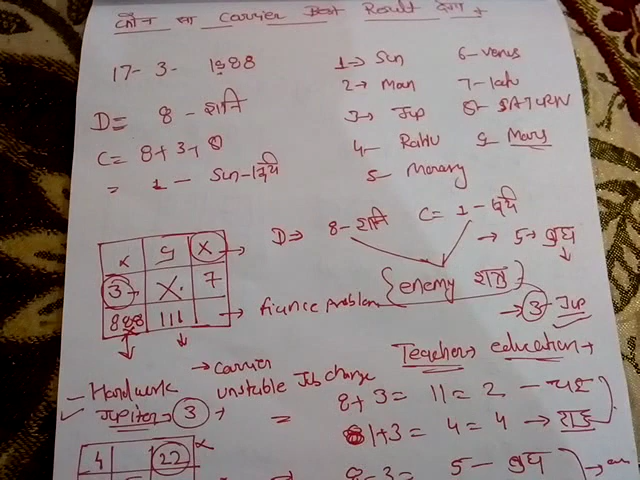 कौन सा Carrier Best Result देगा
17- 3- 1988
D= 8 - शनि
C= 8+3+8
= 1 - Sun - सूर्य
1→ Sun 6- venus
2→ Moon 7- ketu
3→ Jup 8- SATURN
4- Rahu 9- Mars
5- Mercury
D⇒ 8-शनि C= 1-सूर्य
→ 5→ बुध
{enemy शत्रु}
→ 3 - Jup
x 9 x →
3 x. 7
888 111 → fiance problem
→ carrier
unstable Job change
- Hardwork
✓ Jupiter → 3 →
Teacher → education →
= 8+3= 11= 2 - चंद्र
1+3= 4=4 → राहु
8-3= 5- बुध
4 22 x